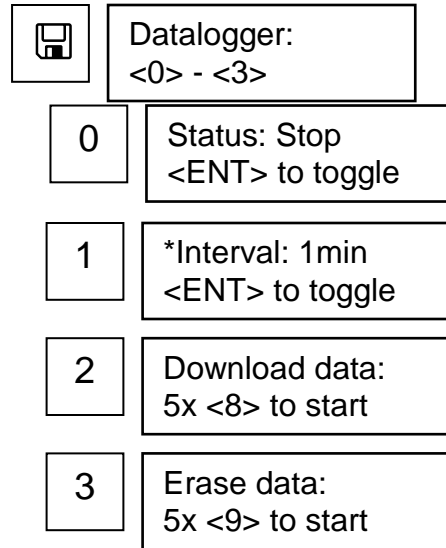 Datalogger:
<0> - <3>
0
Status: Stop
<ENT> to toggle
1
*Interval: 1min
<ENT> to toggle
2
Download data:
5x <8> to start
3
Erase data:
5x <9> to start